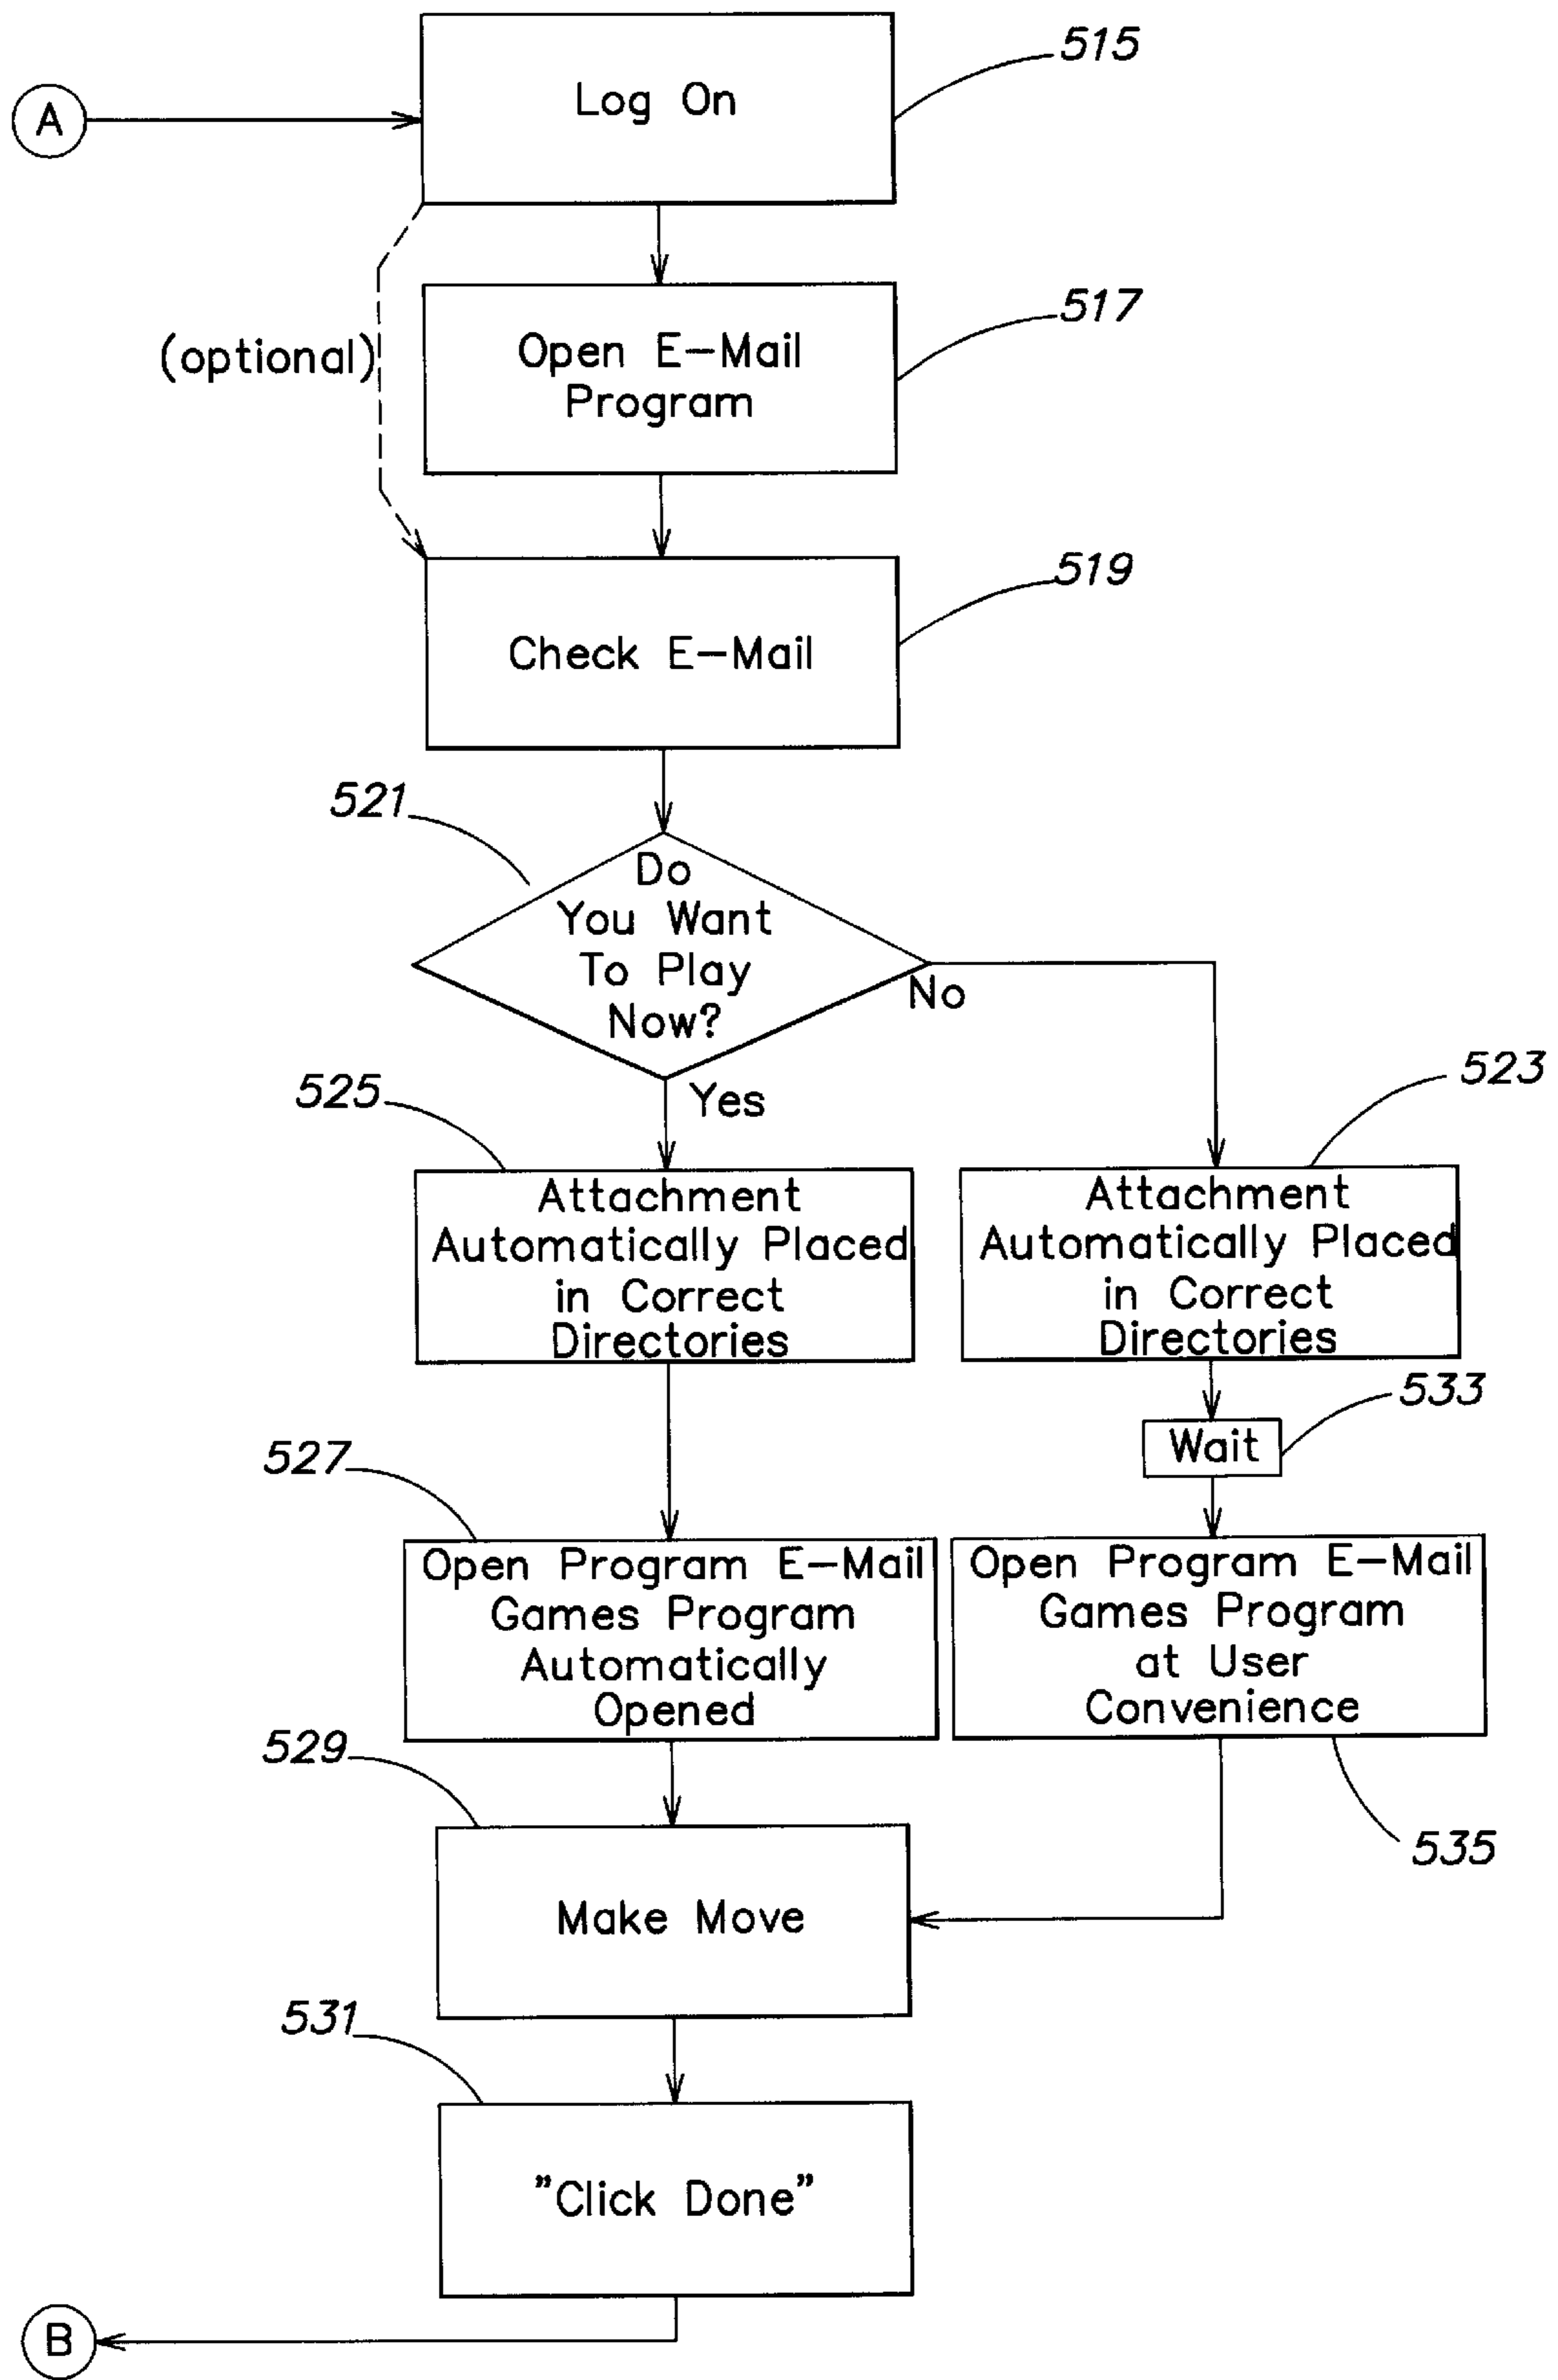 515
A
Log On
517
(optional)
Open E-Mail
Program
519
Check E-Mail
521
Do
You Want
To Play
Now?
No
Yes
525
523
Attachment
Automatically Placed
in Correct
Directories
Attachment
Automatically Placed
in Correct
Directories
533
Wait
527
Open Program E-Mail
Games Program
Automatically
Opened
Open Program E-Mail
Games Program
at User
Convenience
529
535
Make Move
531
"Click Done"
B